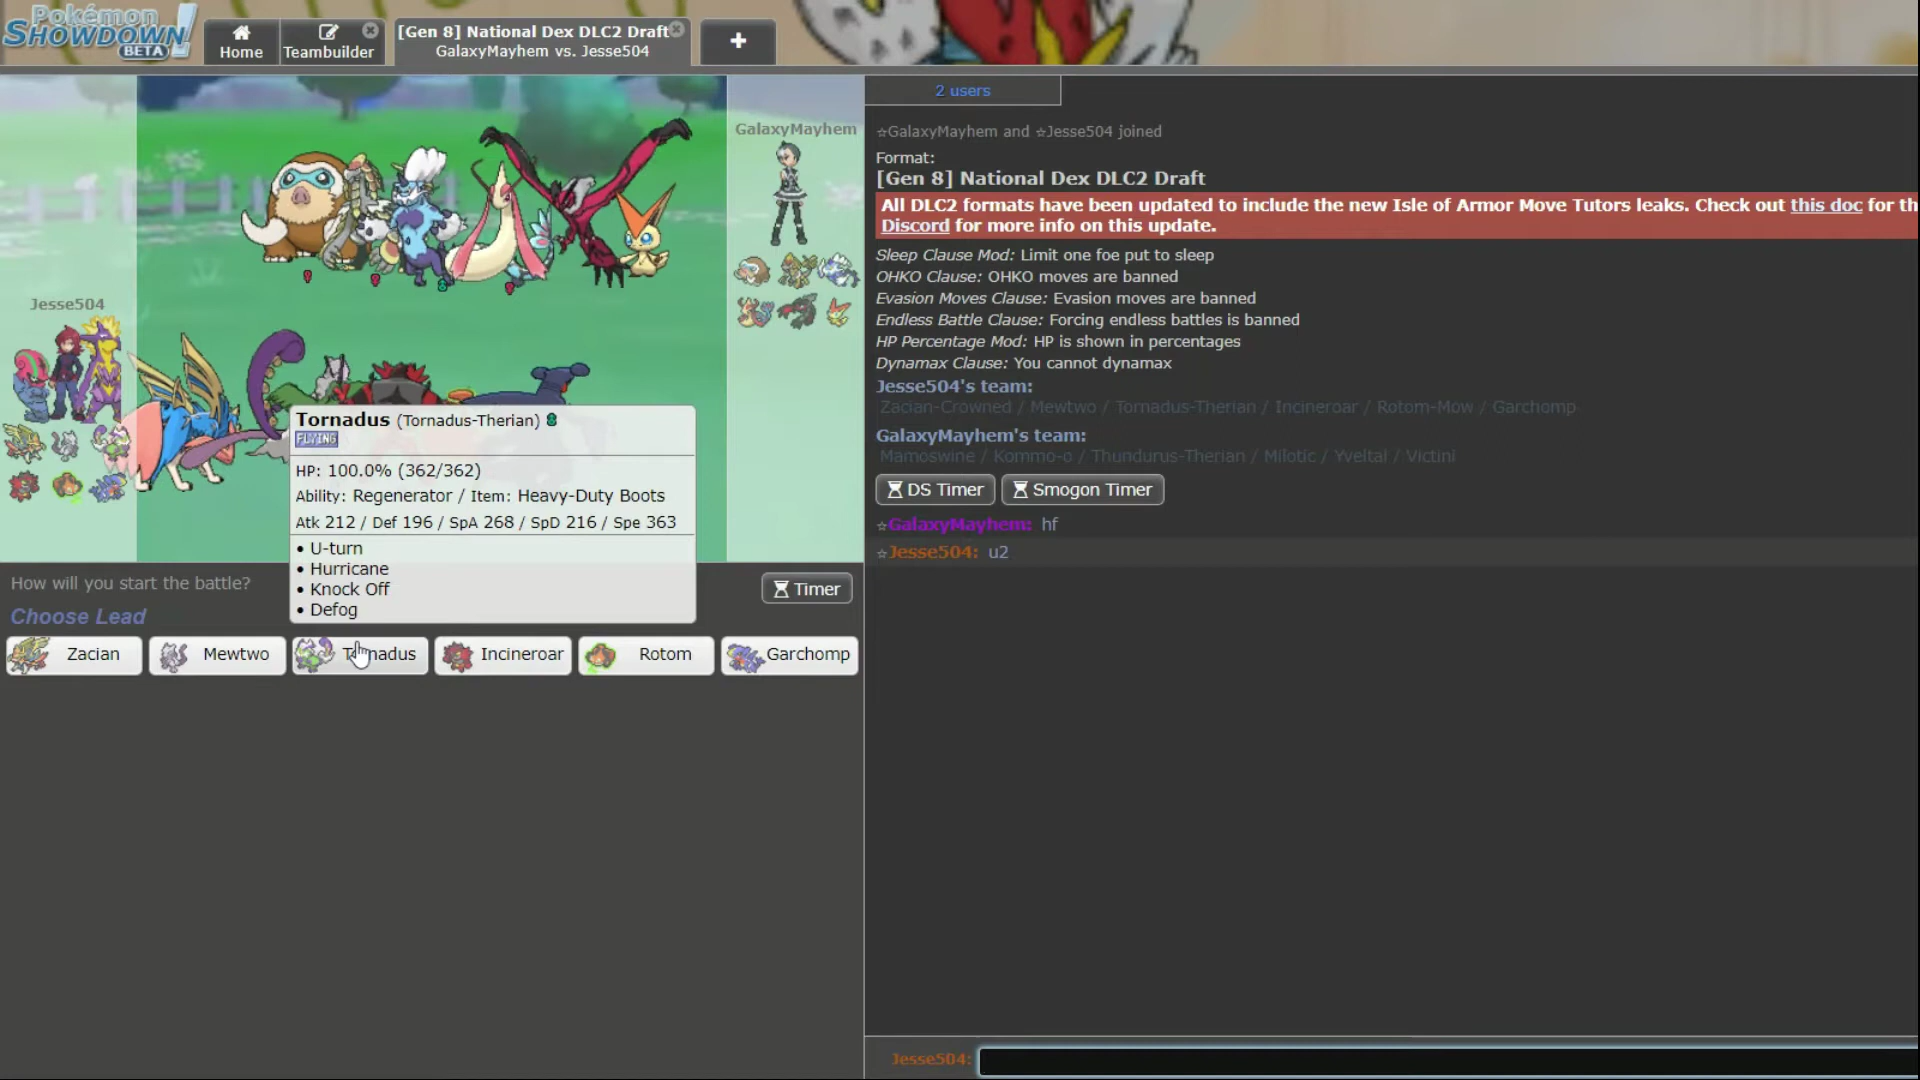 Pokémon
SHOWDOWN!
BETA
Home
Teambuilder
[Gen 8] National Dex DLC2 Draft
GalaxyMayhem vs. Jesse504
+
GalaxyMayhem
Jesse504
Tornadus (Tornadus-Therian)
FLYING
HP: 100.0% (362/362)
Ability: Regenerator / Item: Heavy-Duty Boots
Atk 212 / Def 196 / SpA 268 / SpD 216 / Spe 363
• U-turn
• Hurricane
• Knock Off
• Defog
How will you start the battle?
Timer
Choose Lead
Zacian
Mewtwo
Incineroar
Rotom
Garchomp
2 users
☆GalaxyMayhem and ☆Jesse504 joined
Format:
[Gen 8] National Dex DLC2 Draft
All DLC2 formats have been updated to include the new Isle of Armor Move Tutors leaks. Check out this doc for
Discord for more info on this update.
Sleep Clause Mod: Limit one foe put to sleep
OHKO Clause: OHKO moves are banned
Evasion Moves Clause: Evasion moves are banned
Endless Battle Clause: Forcing endless battles is banned
HP Percentage Mod: HP is shown in percentages
Dynamax Clause: You cannot dynamax
Jesse504's team:
Zacian-Crowned / Mewtwo / Tornadus-Therian / Incineroar / Rotom-Mow / Garchomp
GalaxyMayhem's team:
Mamoswine / Kommo-o / Thundurus-Therian / Milotic / Yveltal / Victini
DS Timer
Smogon Timer
☆GalaxyMayhem: hf
☆Jesse504: u2
Jesse504: